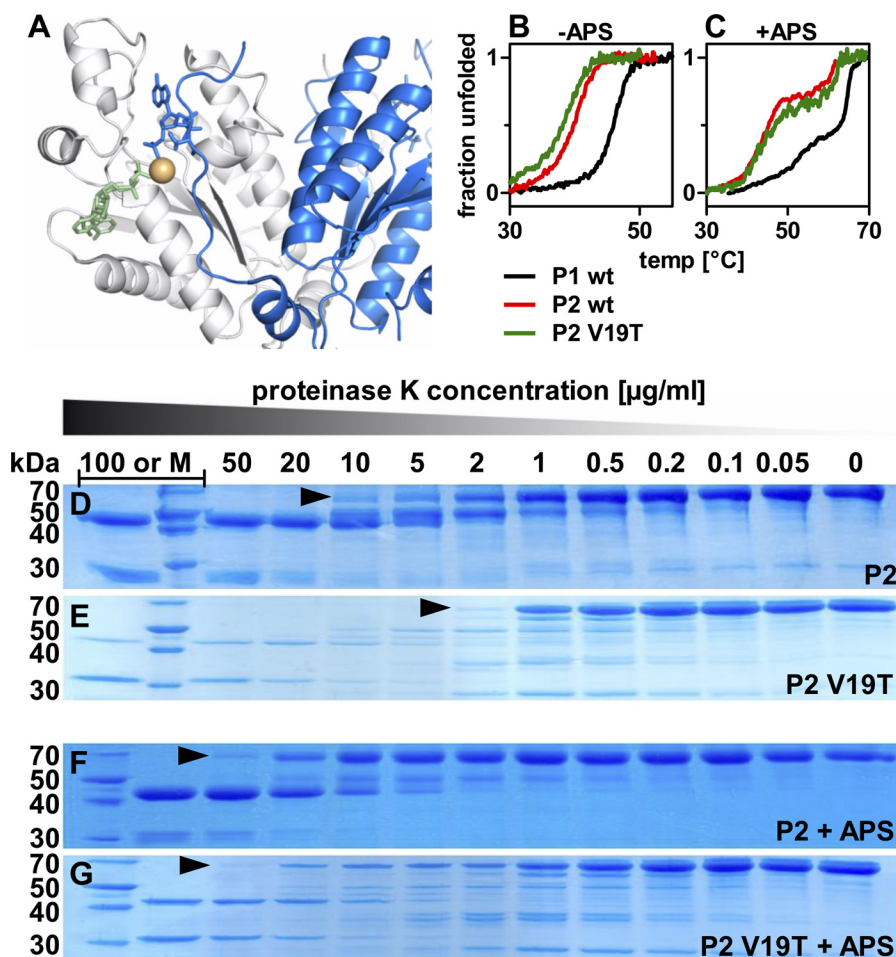 A
B
-APS
C
+APS
fraction unfolded
1
0
30
1
0
30
50
70
temp [°C]
P1 wt
P2 wt
P2 V19T
proteinase K concentration [µg/ml]
kDa 100 or M 50 20 10 5 2 1 0.5 0.2 0.1 0.05 0
70
50
40
30
D
P2
70
50
40
30
E
P2 V19T
70
50
40
30
F
P2 + APS
70
50
40
30
G
P2 V19T + APS